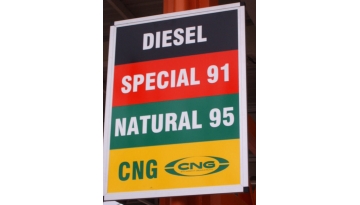 DIESEL
SPECIAL 91
NATURAL 95
CNG CNG